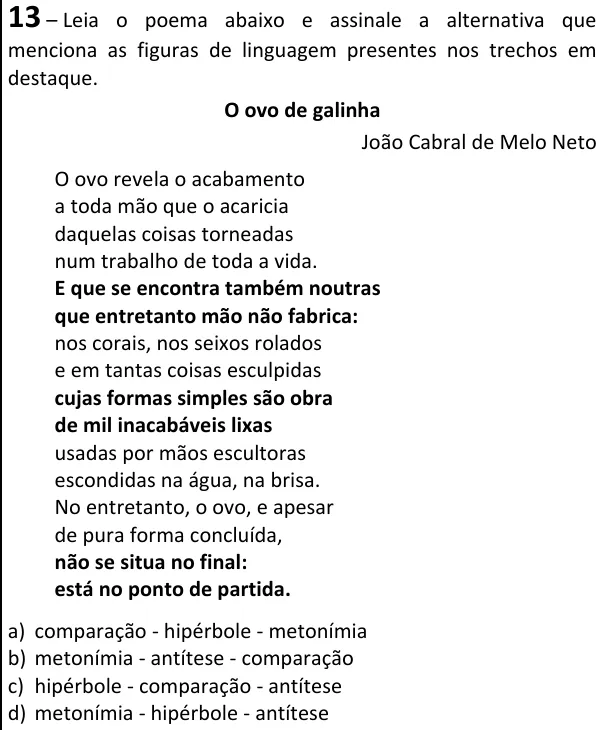 13 – Leia o poema abaixo e assinale a alternativa que
menciona as figuras de linguagem presentes nos trechos em
destaque.
O ovo de galinha
João Cabral de Melo Neto
O ovo revela o acabamento
a toda mão que o acaricia
daquelas coisas torneadas
num trabalho de toda a vida.
E que se encontra também noutras
que entretanto mão não fabrica:
nos corais, nos seixos rolados
e em tantas coisas esculpidas
cujas formas simples são obra
de mil inacabáveis lixas
usadas por mãos escultoras
escondidas na água, na brisa.
No entretanto, o ovo, e apesar
de pura forma concluída,
não se situa no final:
está no ponto de partida.
a) comparação - hipérbole - metonímia
b) metonímia - antítese - comparação
c) hipérbole - comparação - antítese
d) metonímia - hipérbole - antítese